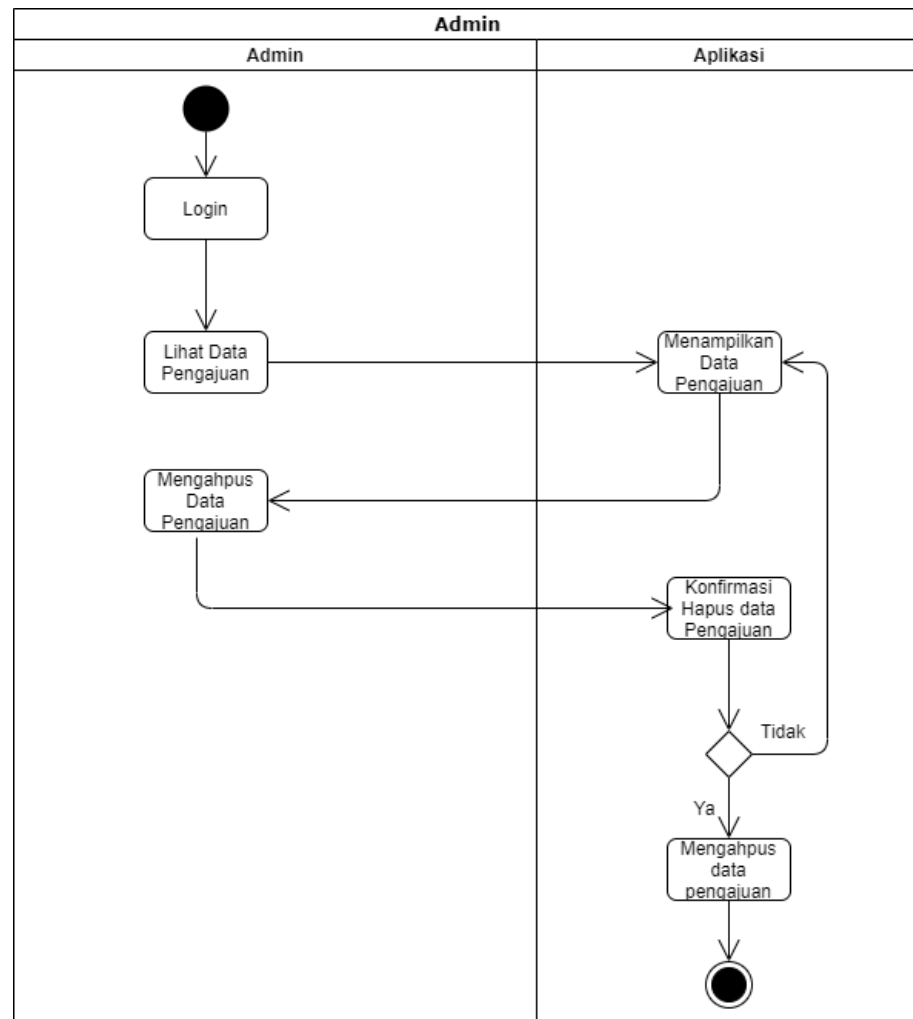 Admin
Admin
Aplikasi
Login
Lihat Data
Pengajuan
Menampilkan
Data
Pengajuan
Mengahpus
Data
Pengajuan
Konfirmasi
Hapus data
Pengajuan
Tidak
Ya
Mengahpus
data
pengajuan